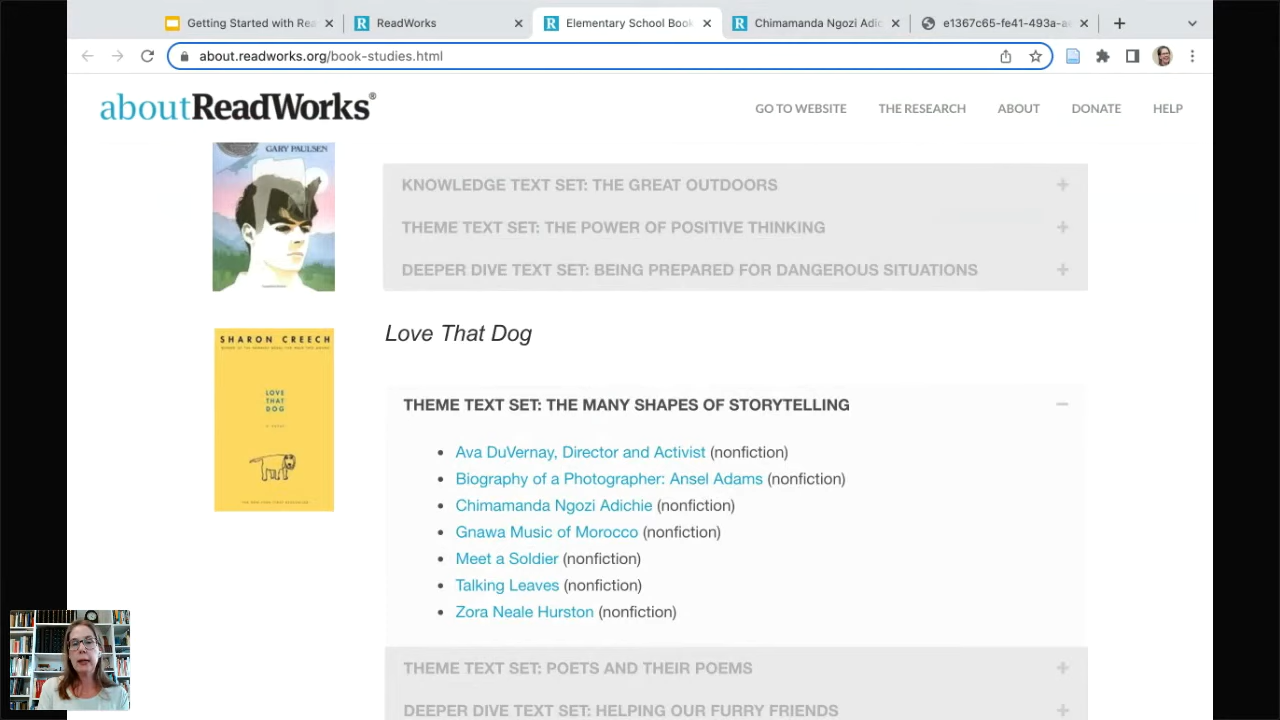 Getting Started with Rea
ReadWorks
Elementary School Book
Chimamanda Ngozi Adic
e1367c65-fe41-493a-a
about.readworks.org/book-studies.html
aboutReadWorks®
GO TO WEBSITE
THE RESEARCH
ABOUT
DONATE
HELP
GARY PAULSEN
KNOWLEDGE TEXT SET: THE GREAT OUTDOORS
THEME TEXT SET: THE POWER OF POSITIVE THINKING
DEEPER DIVE TEXT SET: BEING PREPARED FOR DANGEROUS SITUATIONS
SHARON CREECH
LOVE
THAT
DOG
Love That Dog
THEME TEXT SET: THE MANY SHAPES OF STORYTELLING
Ava DuVernay, Director and Activist (nonfiction)
Biography of a Photographer: Ansel Adams (nonfiction)
Chimamanda Ngozi Adichie (nonfiction)
Gnawa Music of Morocco (nonfiction)
Meet a Soldier (nonfiction)
Talking Leaves (nonfiction)
Zora Neale Hurston (nonfiction)
THEME TEXT SET: POETS AND THEIR POEMS
DEEPER DIVE TEXT SET: HELPING OUR FURRY FRIENDS